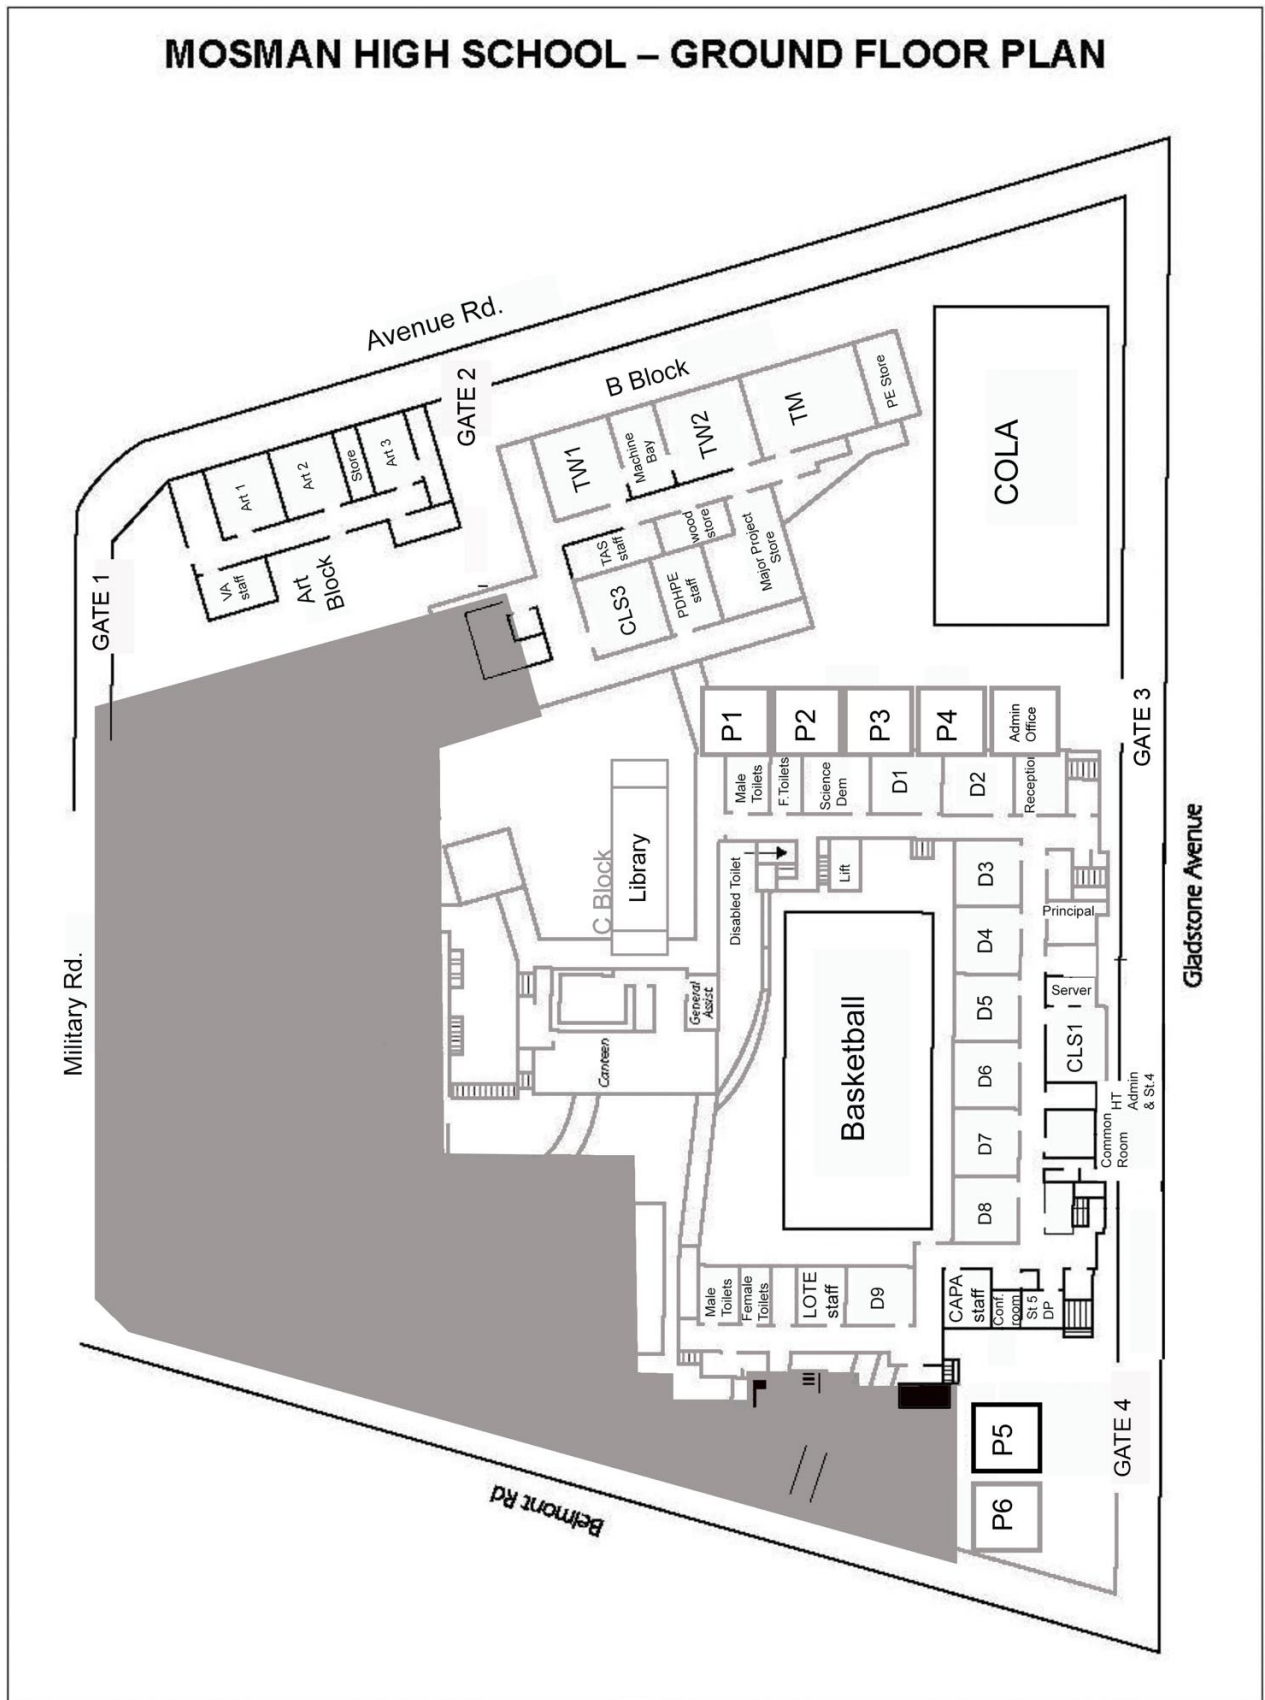 MOSMAN HIGH SCHOOL – GROUND FLOOR PLAN
Avenue Rd.
GATE 2
B Block
PE Store
TM
TW2
Machine
Bay
TW1
Art 3
Store
Art 2
Art 1
COLA
wood
store
TAS
staff
Major Project
Store
PDHPE
staff
CLS3
VA
staff
Art
Block
GATE 1
P1
P2
P3
P4
Admin
Office
GATE 3
Male
Toilets
F.Toilets
Science
Dem
D1
D2
Reception
C Block
Library
Disabled Toilet
Lift
D3
Principal
Gladstone Avenue
D4
Military Rd.
General
Assist
D5
Server
Canteen
Basketball
CLS1
D6
HT
Admin
& St.4
D7
Common
Room
D8
Male
Toilets
Female
Toilets
LOTE
staff
D9
CAPA
staff
Conf.
room
St 5
DP
P5
GATE 4
P6
Belmont Rd